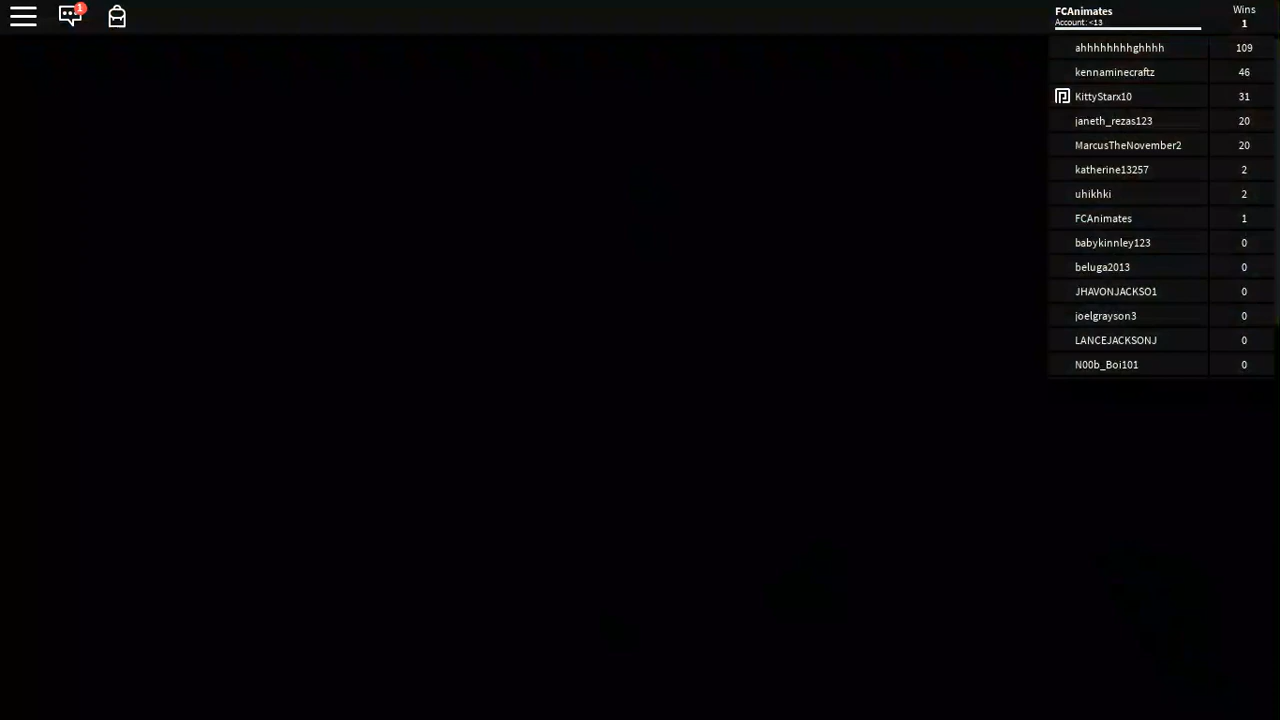 1
FCAnimates Wins
Account: <13 1
ahhhhhhhhghhhh 109
kennaminecraftz 46
KittyStarx10 31
janeth_rezas123 20
MarcusTheNovember2 20
katherine13257 2
uhikhki 2
FCAnimates 1
babykinnley123 0
beluga2013 0
JHAVONJACKSO1 0
joelgrayson3 0
LANCEJACKSONJ 0
N00b_Boi101 0